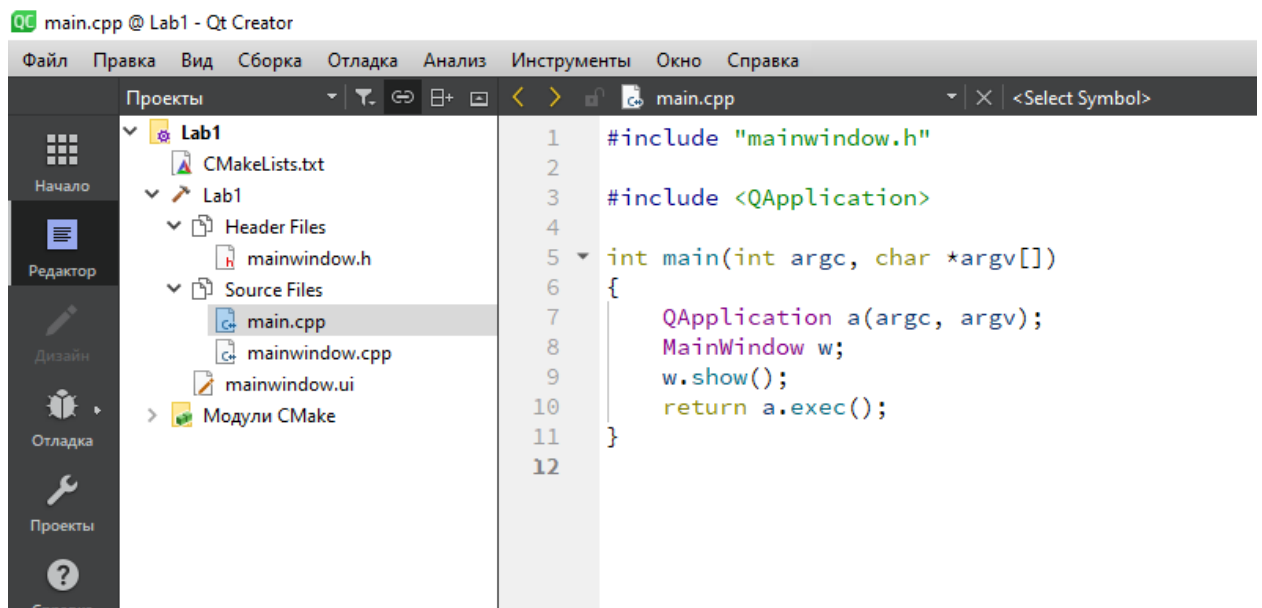 QC main.cpp @ Lab1 - Qt Creator
Файл Правка Вид Сборка Отладка Анализ Инструменты Окно Справка
Проекты
main.cpp
<Select Symbol>
Начало
Редактор
Дизайн
Отладка
Проекты
Lab1
CMakeLists.txt
Lab1
Header Files
mainwindow.h
Source Files
main.cpp
mainwindow.cpp
mainwindow.ui
Модули CMake
1 #include "mainwindow.h"
2
3 #include <QApplication>
4
5 int main(int argc, char *argv[])
6 {
7 QApplication a(argc, argv);
8 MainWindow w;
9 w.show();
10 return a.exec();
11 }
12